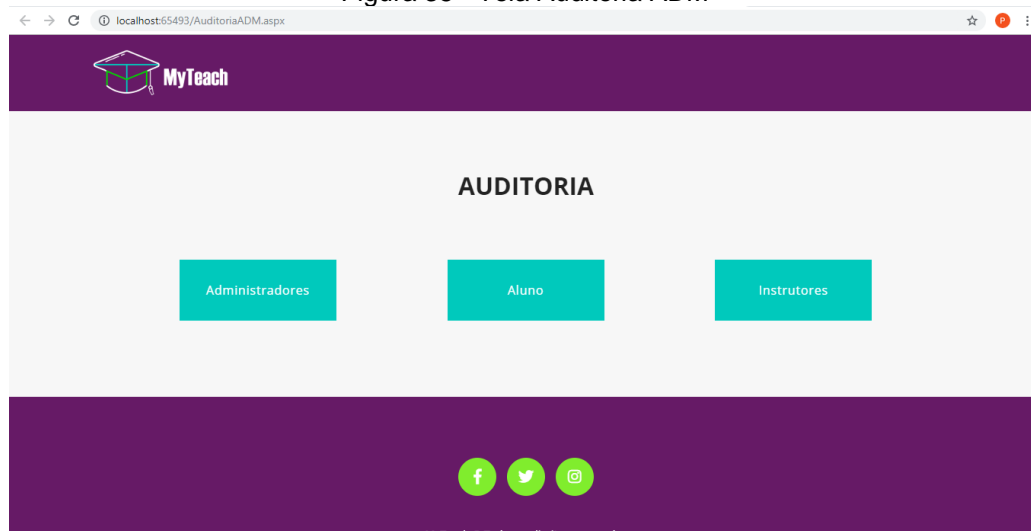 localhost:65493/AuditoriaADM.aspx
P
MyTeach
AUDITORIA
Administradores
Aluno
Instrutores